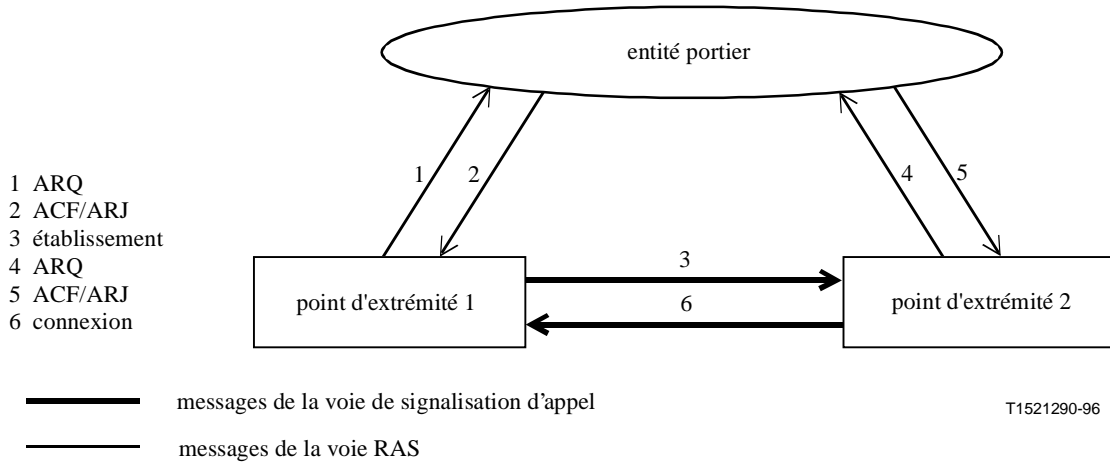 entité portier
1
2
4
5
1 ARQ
2 ACF/ARJ
3 établissement
4 ARQ
5 ACF/ARJ
6 connexion
3
point d'extrémité 1
6
point d'extrémité 2
messages de la voie de signalisation d'appel
T1521290-96
messages de la voie RAS